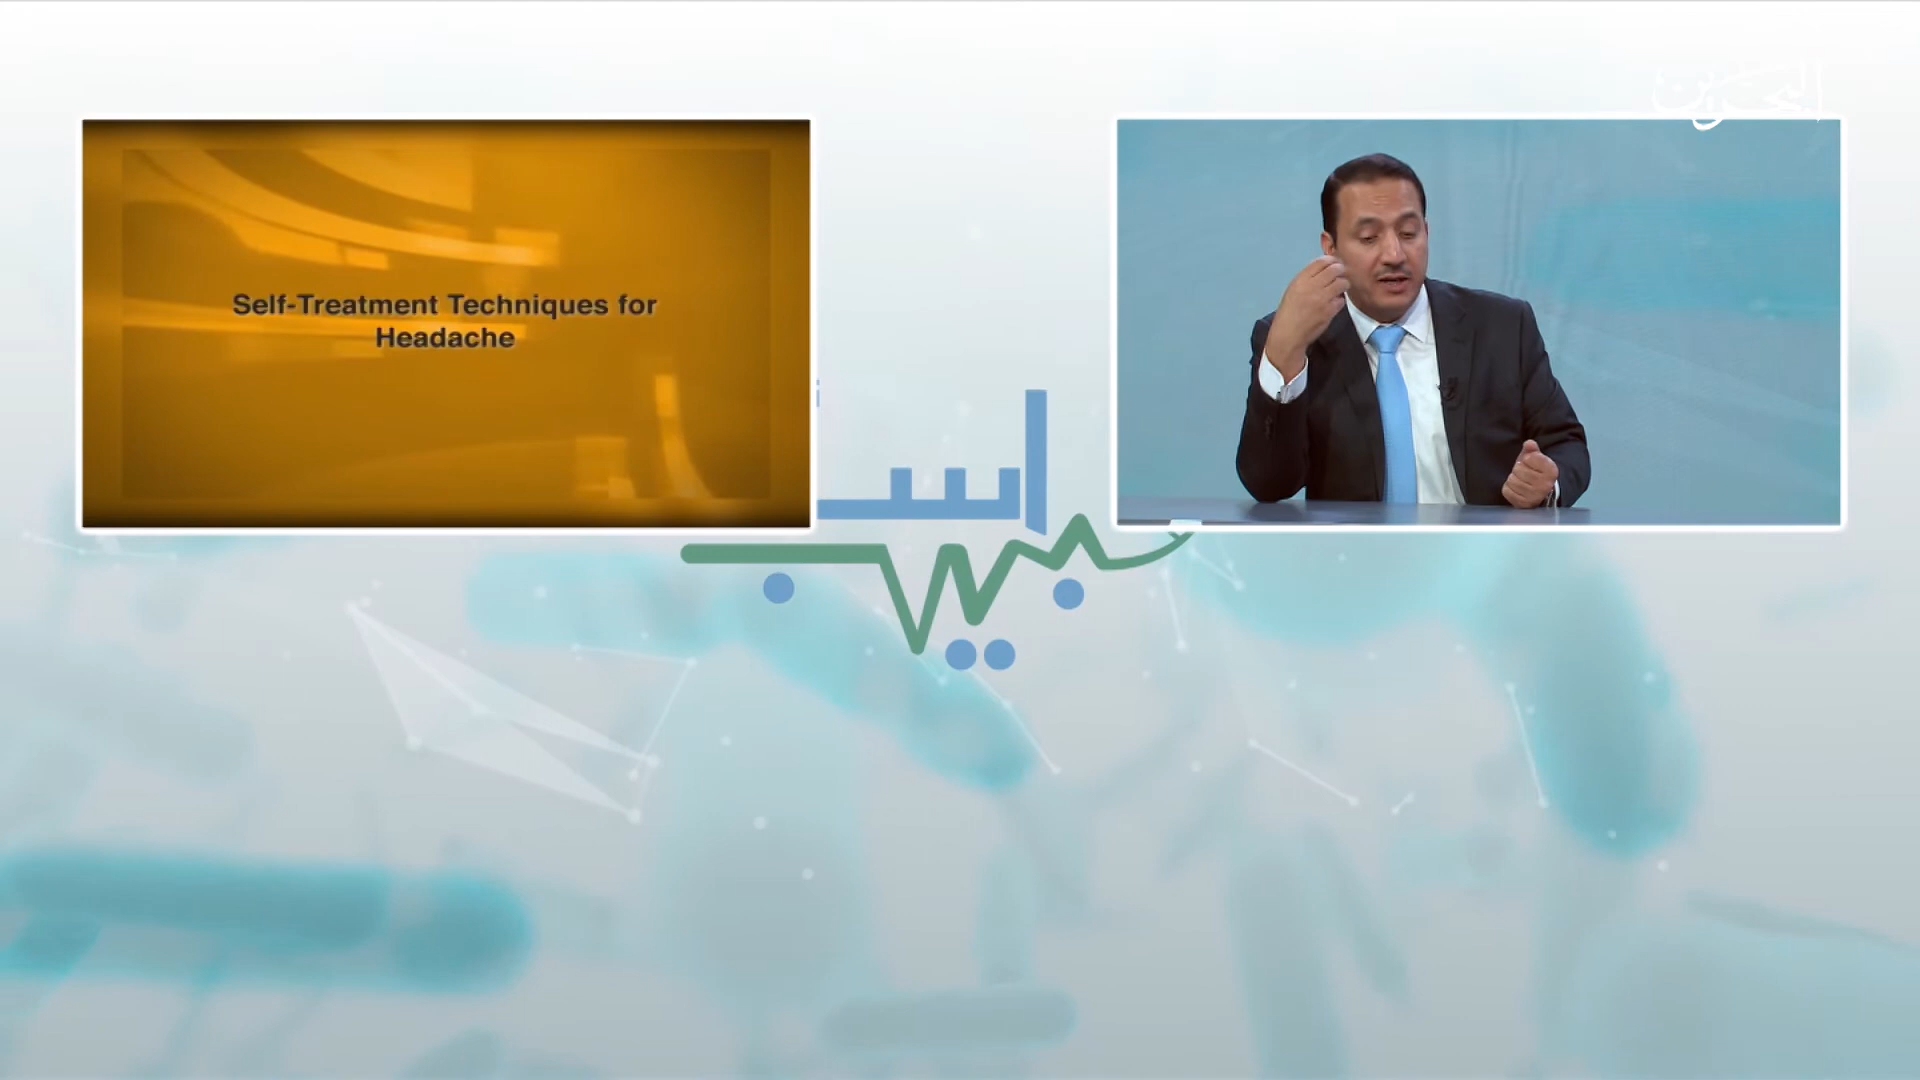 البحرين
Self-Treatment Techniques for
Headache